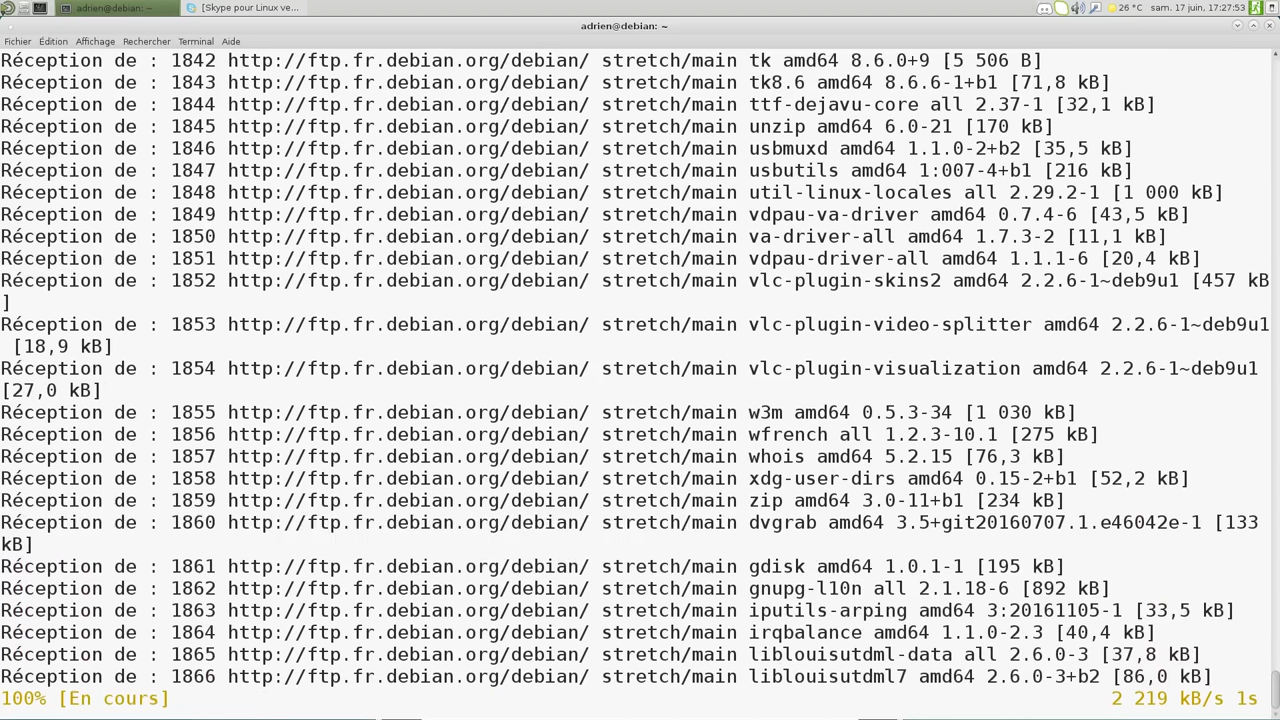 adrien@debian: ~
[Skype pour Linux ve...
26 °C
sam. 17 juin, 17:27:53
adrien@debian: ~
Fichier Édition Affichage Rechercher Terminal Aide
Réception de : 1842 http://ftp.fr.debian.org/debian/ stretch/main tk amd64 8.6.0+9 [5 506 B]
Réception de : 1843 http://ftp.fr.debian.org/debian/ stretch/main tk8.6 amd64 8.6.6-1+b1 [71,8 kB]
Réception de : 1844 http://ftp.fr.debian.org/debian/ stretch/main ttf-dejavu-core all 2.37-1 [32,1 kB]
Réception de : 1845 http://ftp.fr.debian.org/debian/ stretch/main unzip amd64 6.0-21 [170 kB]
Réception de : 1846 http://ftp.fr.debian.org/debian/ stretch/main usbmuxd amd64 1.1.0-2+b2 [35,5 kB]
Réception de : 1847 http://ftp.fr.debian.org/debian/ stretch/main usbutils amd64 1:007-4+b1 [216 kB]
Réception de : 1848 http://ftp.fr.debian.org/debian/ stretch/main util-linux-locales all 2.29.2-1 [1 000 kB]
Réception de : 1849 http://ftp.fr.debian.org/debian/ stretch/main vdpau-va-driver amd64 0.7.4-6 [43,5 kB]
Réception de : 1850 http://ftp.fr.debian.org/debian/ stretch/main va-driver-all amd64 1.7.3-2 [11,1 kB]
Réception de : 1851 http://ftp.fr.debian.org/debian/ stretch/main vdpau-driver-all amd64 1.1.1-6 [20,4 kB]
Réception de : 1852 http://ftp.fr.debian.org/debian/ stretch/main vlc-plugin-skins2 amd64 2.2.6-1~deb9u1 [457 kB
]
Réception de : 1853 http://ftp.fr.debian.org/debian/ stretch/main vlc-plugin-video-splitter amd64 2.2.6-1~deb9u1
[18,9 kB]
Réception de : 1854 http://ftp.fr.debian.org/debian/ stretch/main vlc-plugin-visualization amd64 2.2.6-1~deb9u1
[27,0 kB]
Réception de : 1855 http://ftp.fr.debian.org/debian/ stretch/main w3m amd64 0.5.3-34 [1 030 kB]
Réception de : 1856 http://ftp.fr.debian.org/debian/ stretch/main wfrench all 1.2.3-10.1 [275 kB]
Réception de : 1857 http://ftp.fr.debian.org/debian/ stretch/main whois amd64 5.2.15 [76,3 kB]
Réception de : 1858 http://ftp.fr.debian.org/debian/ stretch/main xdg-user-dirs amd64 0.15-2+b1 [52,2 kB]
Réception de : 1859 http://ftp.fr.debian.org/debian/ stretch/main zip amd64 3.0-11+b1 [234 kB]
Réception de : 1860 http://ftp.fr.debian.org/debian/ stretch/main dvgrab amd64 3.5+git20160707.1.e46042e-1 [133
kB]
Réception de : 1861 http://ftp.fr.debian.org/debian/ stretch/main gdisk amd64 1.0.1-1 [195 kB]
Réception de : 1862 http://ftp.fr.debian.org/debian/ stretch/main gnupg-l10n all 2.1.18-6 [892 kB]
Réception de : 1863 http://ftp.fr.debian.org/debian/ stretch/main iputils-arping amd64 3:20161105-1 [33,5 kB]
Réception de : 1864 http://ftp.fr.debian.org/debian/ stretch/main irqbalance amd64 1.1.0-2.3 [40,4 kB]
Réception de : 1865 http://ftp.fr.debian.org/debian/ stretch/main liblouisutdml-data all 2.6.0-3 [37,8 kB]
Réception de : 1866 http://ftp.fr.debian.org/debian/ stretch/main liblouisutdml7 amd64 2.6.0-3+b2 [86,0 kB]
100% [En cours] 2 219 kB/s 1s